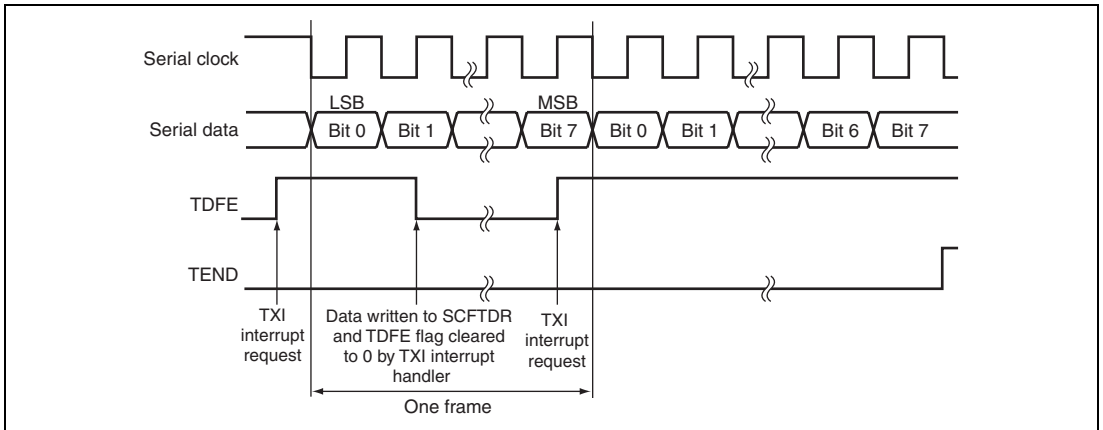 Serial clock
LSB
MSB
Serial data
Bit 0
Bit 1
Bit 7
Bit 0
Bit 1
Bit 6
Bit 7
TDFE
TEND
TXI
interrupt
request
Data written to SCFTDR
and TDFE flag cleared
to 0 by TXI interrupt
handler
TXI
interrupt
request
One frame